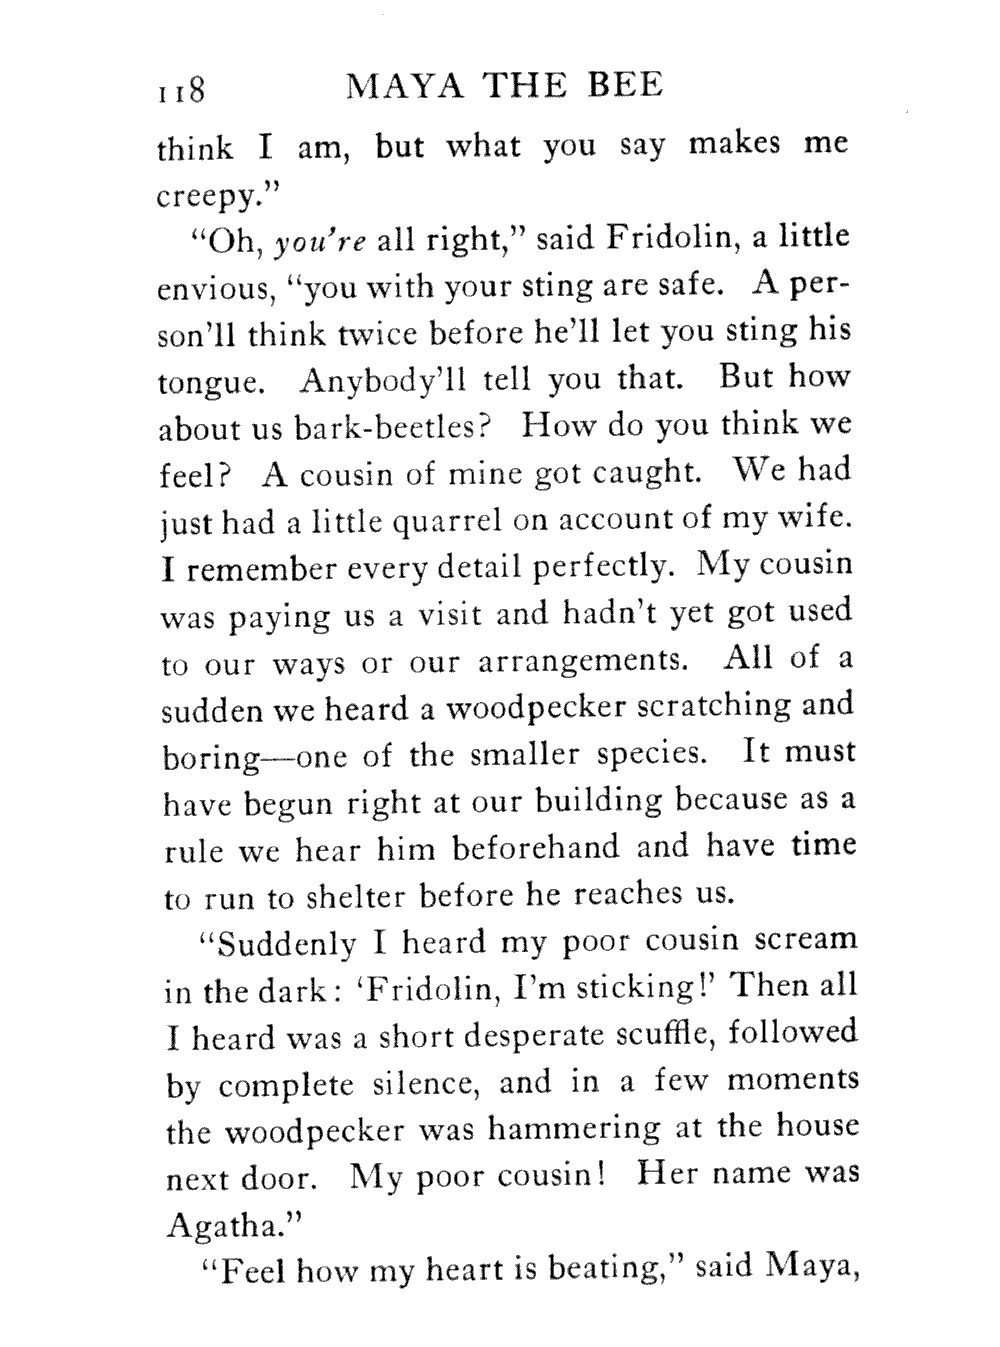 118 MAYA THE BEE
think I am, but what you say makes me
creepy.”
“Oh, you’re all right,” said Fridolin, a little
envious, “you with your sting are safe. A per-
son’ll think twice before he’ll let you sting his
tongue. Anybody’ll tell you that. But how
about us bark-beetles? How do you think we
feel? A cousin of mine got caught. We had
just had a little quarrel on account of my wife.
I remember every detail perfectly. My cousin
was paying us a visit and hadn’t yet got used
to our ways or our arrangements. All of a
sudden we heard a woodpecker scratching and
boring—one of the smaller species. It must
have begun right at our building because as a
rule we hear him beforehand and have time
to run to shelter before he reaches us.
“Suddenly I heard my poor cousin scream
in the dark: ‘Fridolin, I’m sticking!’ Then all
I heard was a short desperate scuffle, followed
by complete silence, and in a few moments
the woodpecker was hammering at the house
next door. My poor cousin! Her name was
Agatha.”
“Feel how my heart is beating,” said Maya,